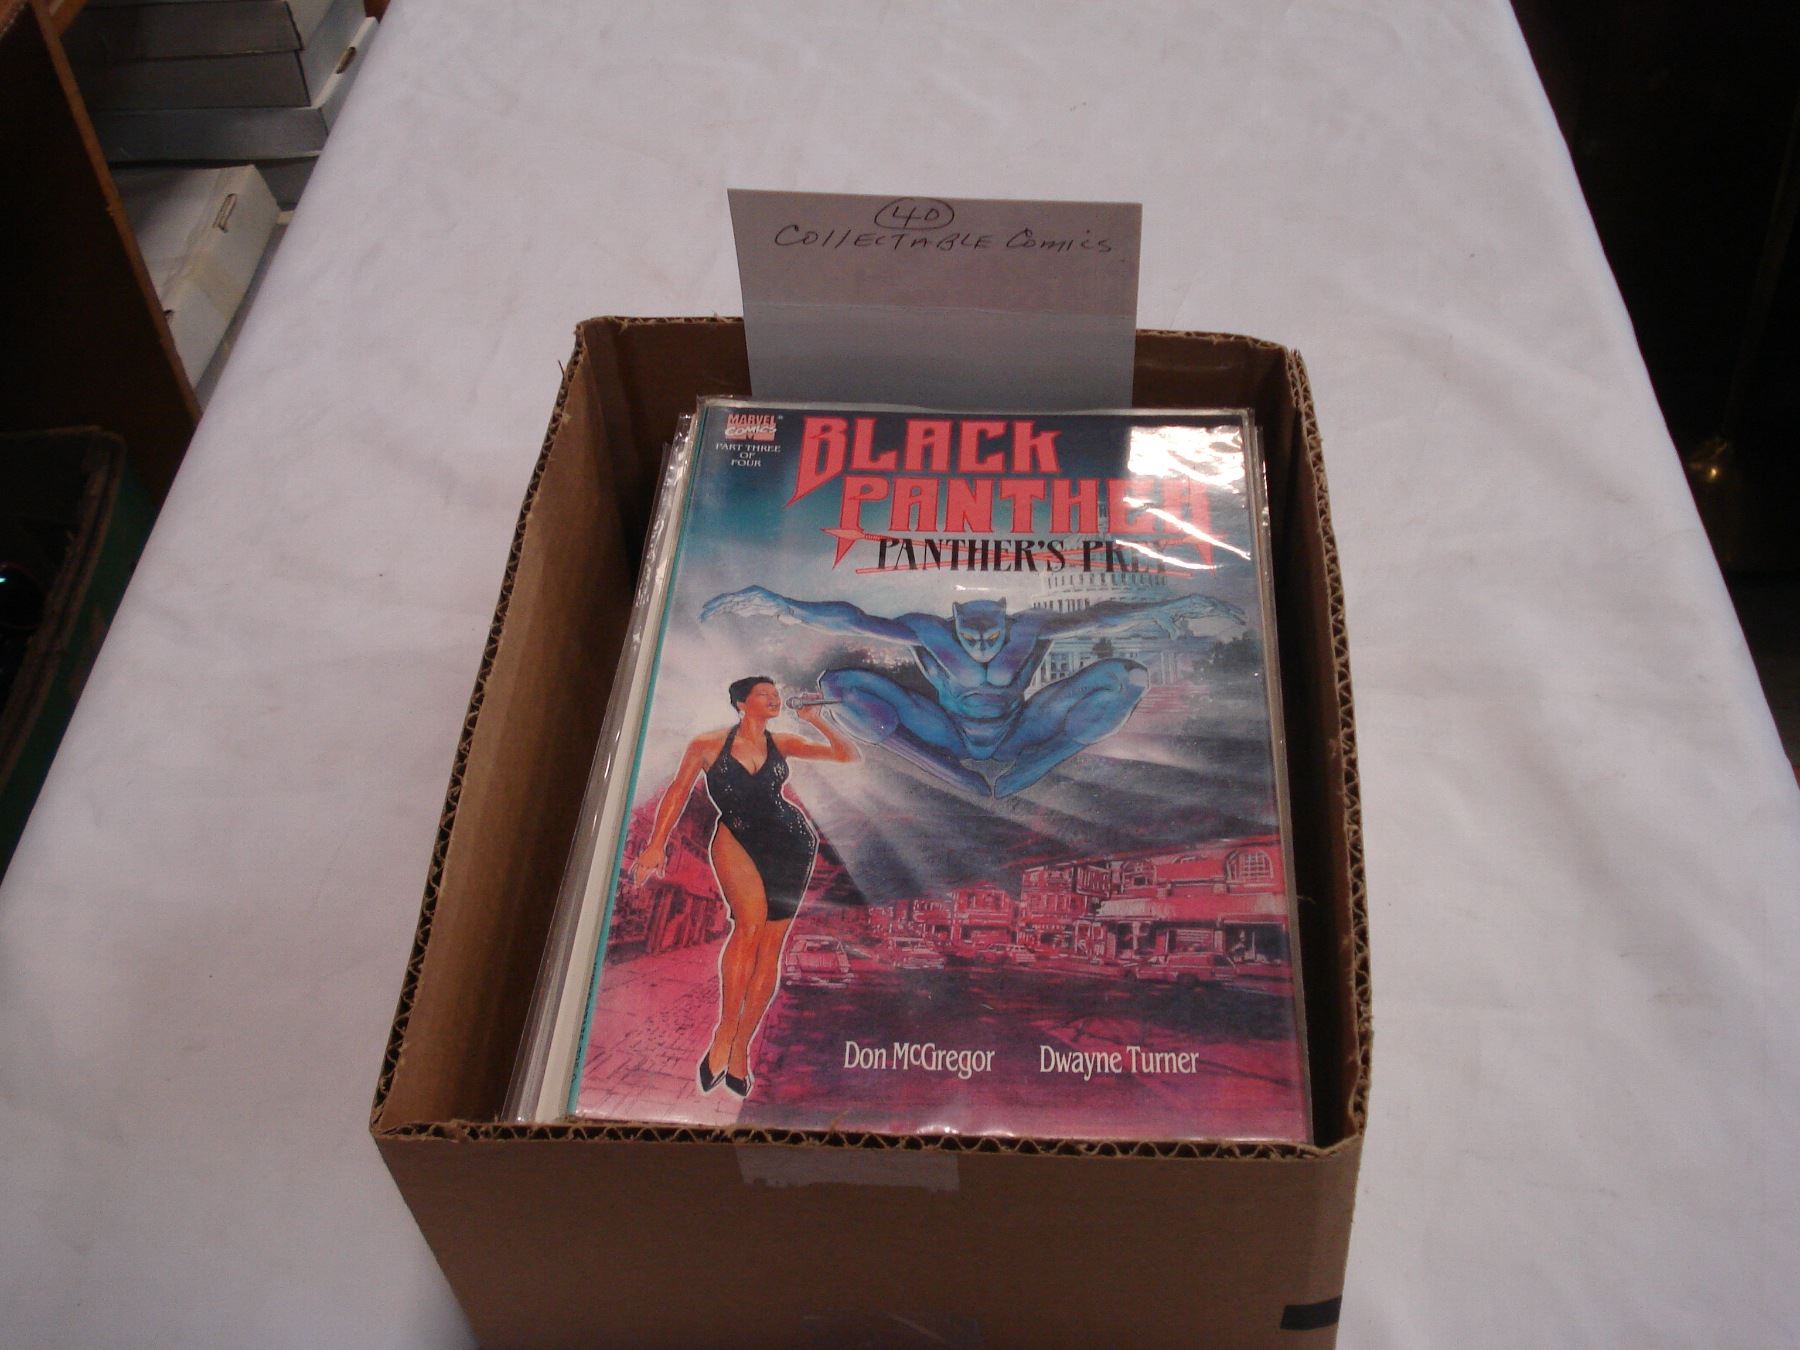 40
Collectable Comics
MARVEL
COMICS
PART THREE
OF
FOUR
BLACK
PANTHER
PANTHER'S PREY
Don McGregor Dwayne Turner